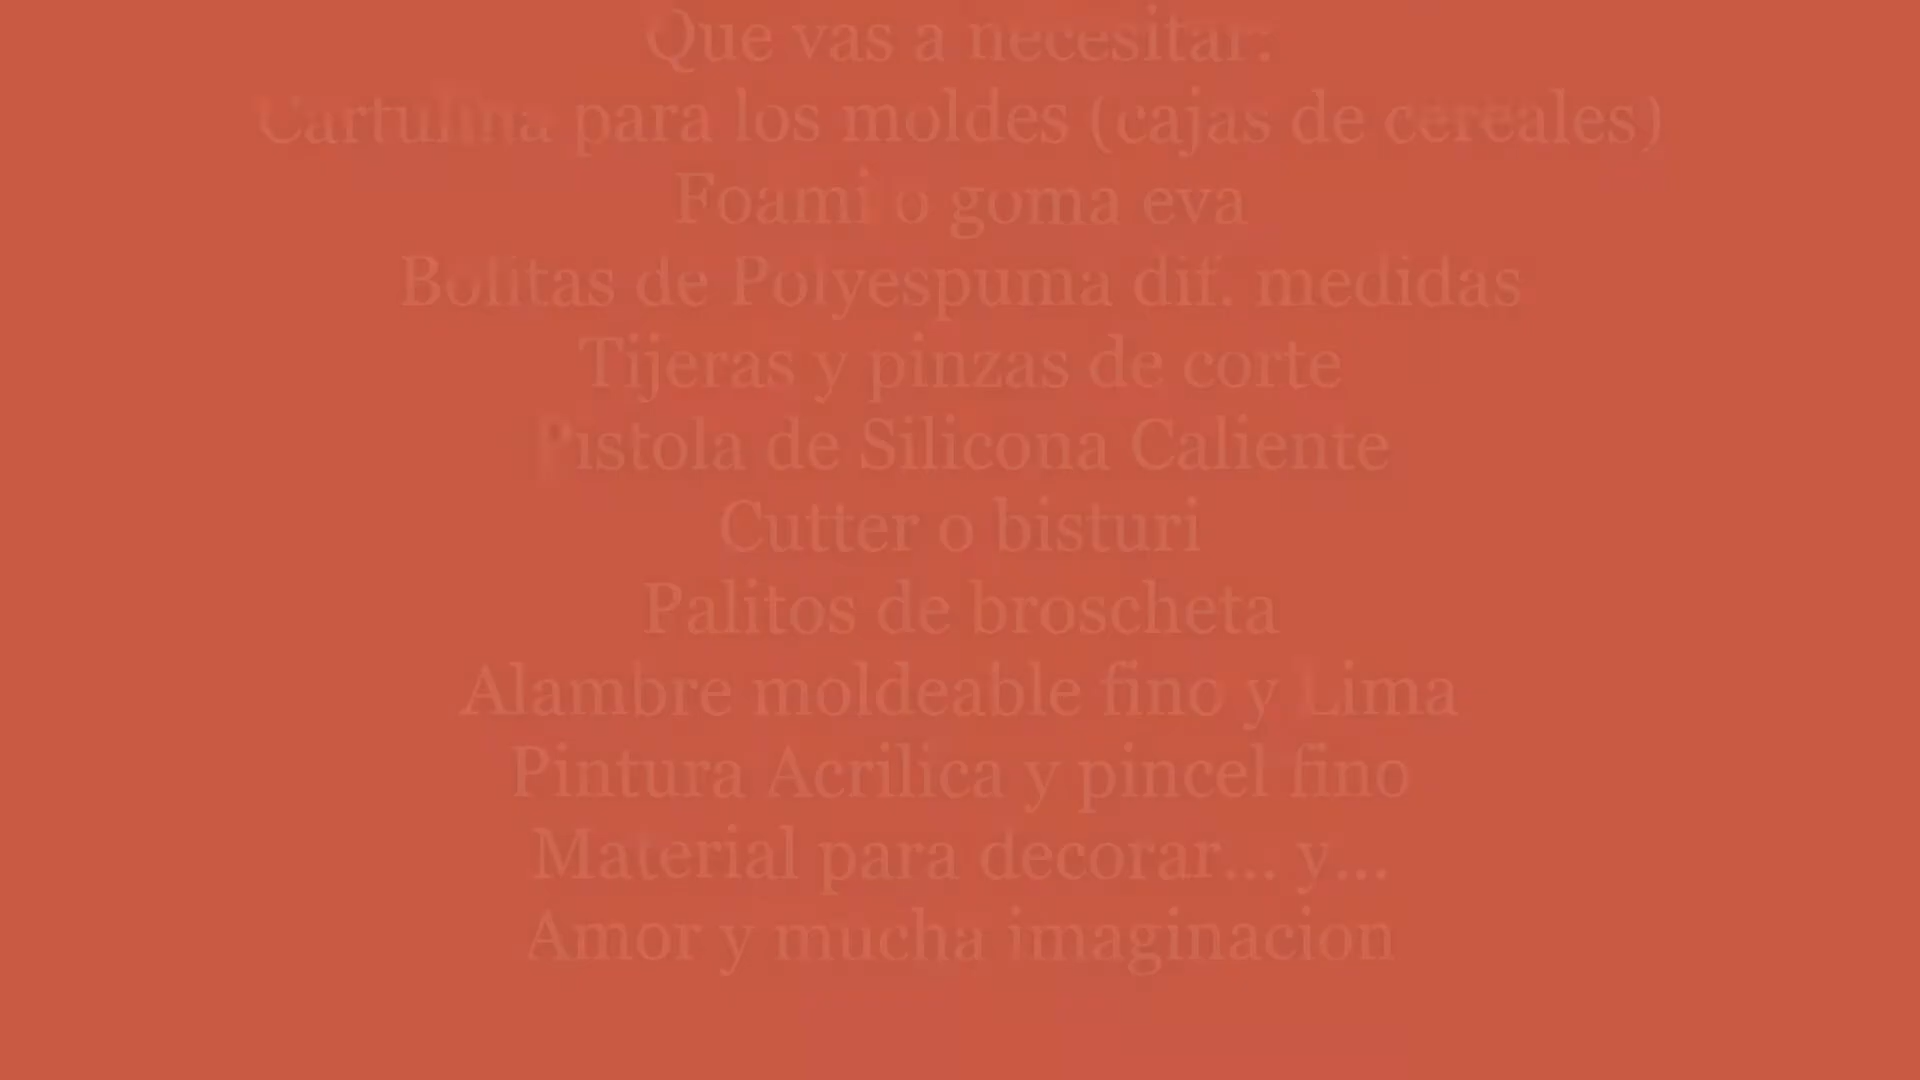 Que vas a necesitar:
Cartulina para los moldes (cajas de cereales)
Foami o goma eva
Bolitas de Polyespuma dif. medidas
Tijeras y pinzas de corte
Pistola de Silicona Caliente
Cutter o bisturi
Palitos de broscheta
Alambre moldeable fino y Lima
Pintura Acrilica y pincel fino
Material para decorar... y...
Amor y mucha imaginacion